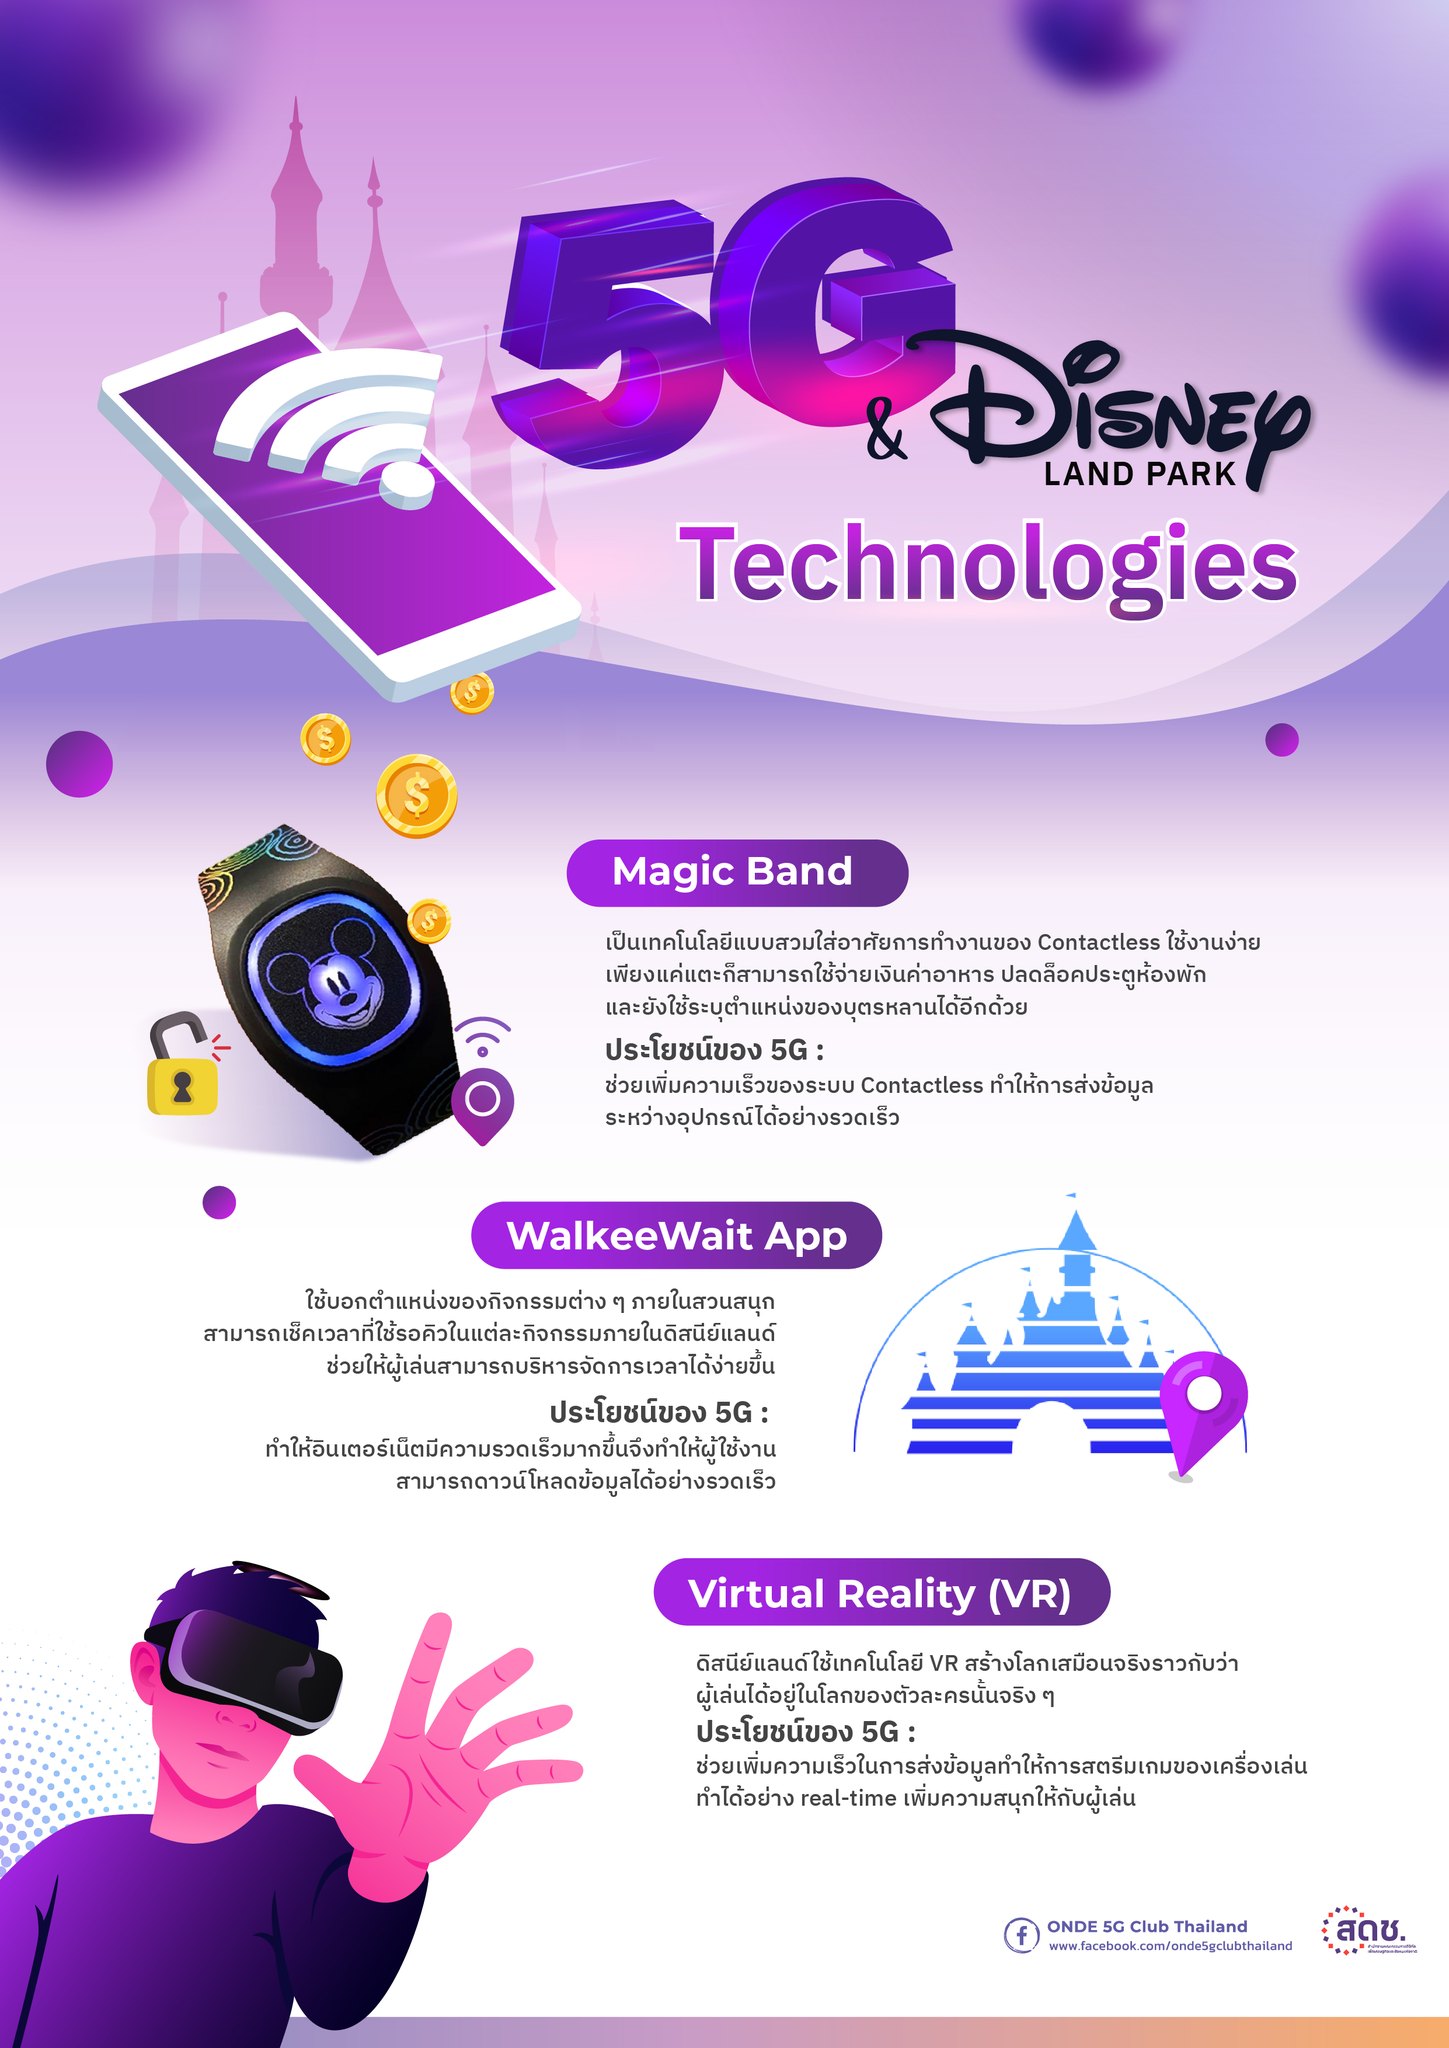 5G
& Disney
LAND PARK
Technologies
Magic Band
เป็นเทคโนโลยีแบบสวมใส่อาศัยการทำงานของ Contactless ใช้งานง่าย
เพียงแค่แตะก็สามารถใช้จ่ายเงินค่าอาหาร ปลดล็อคประตูห้องพัก
และยังใช้ระบุตำแหน่งของบุตรหลานได้อีกด้วย
ประโยชน์ของ 5G :
ช่วยเพิ่มความเร็วของระบบ Contactless ทำให้การส่งข้อมูล
ระหว่างอุปกรณ์ได้อย่างรวดเร็ว
WalkeeWait App
ใช้บอกตำแหน่งของกิจกรรมต่าง ๆ ภายในสวนสนุก
สามารถเช็คเวลาที่ใช้รอคิวในแต่ละกิจกรรมภายในดิสนีย์แลนด์
ช่วยให้ผู้เล่นสามารถบริหารจัดการเวลาได้ง่ายขึ้น
ประโยชน์ของ 5G :
ทำให้อินเตอร์เน็ตมีความรวดเร็วมากขึ้นจึงทำให้ผู้ใช้งาน
สามารถดาวน์โหลดข้อมูลได้อย่างรวดเร็ว
Virtual Reality (VR)
ดิสนีย์แลนด์ใช้เทคโนโลยี VR สร้างโลกเสมือนจริงราวกับว่า
ผู้เล่นได้อยู่ในโลกของตัวละครนั้นจริง ๆ
ประโยชน์ของ 5G :
ช่วยเพิ่มความเร็วในการส่งข้อมูลทำให้การสตรีมเกมของเครื่องเล่น
ทำได้อย่าง real-time เพิ่มความสนุกให้กับผู้เล่น
ONDE 5G Club Thailand
www.facebook.com/onde5gclubthailand
สดช.